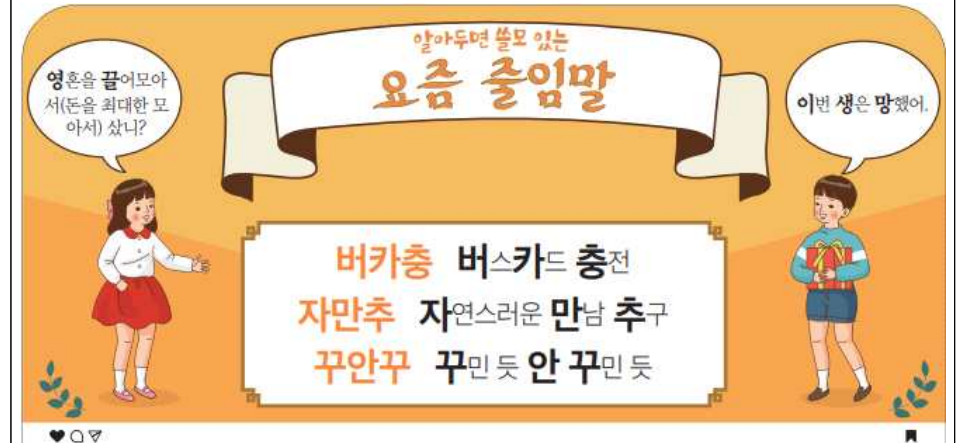 알아두면 쓸모 있는
요즘 줄임말
영혼을 끌어모아
서(돈을 최대한 모
아서) 샀니?
이번 생은 망했어.
버카충 버스카드 충전
자만추 자연스러운 만남 추구
꾸안꾸 꾸민 듯 안 꾸민 듯